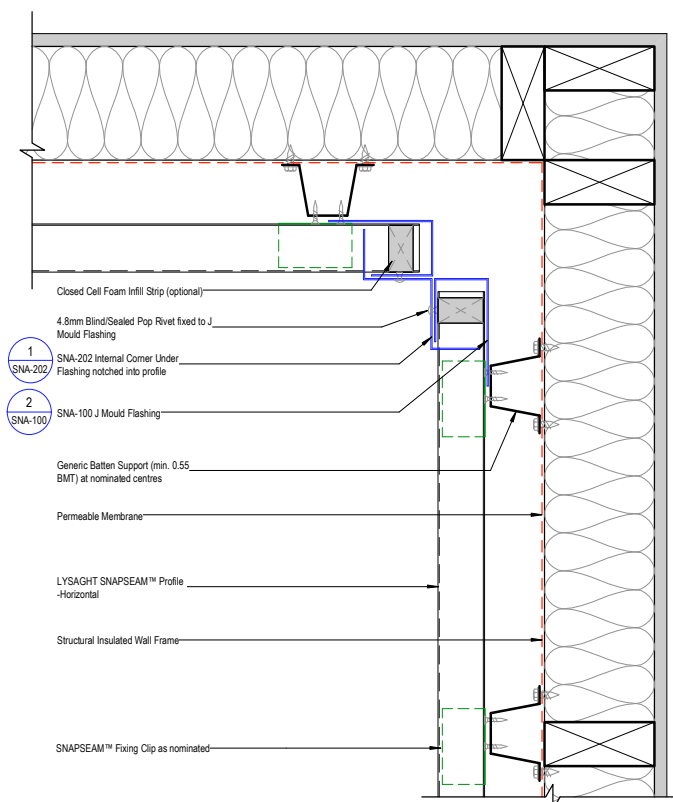 Closed Cell Foam Infill Strip (optional)
4.8mm Blind/Sealed Pop Rivet fixed to J
Mould Flashing
1
SNA-202
SNA-202 Internal Corner Under
Flashing notched into profile
2
SNA-100
SNA-100 J Mould Flashing
Generic Batten Support (min. 0.55
BMT) at nominated centres
Permeable Membrane
LYSAGHT SNAPSEAM™ Profile
-Horizontal
Structural Insulated Wall Frame
SNAPSEAM™ Fixing Clip as nominated